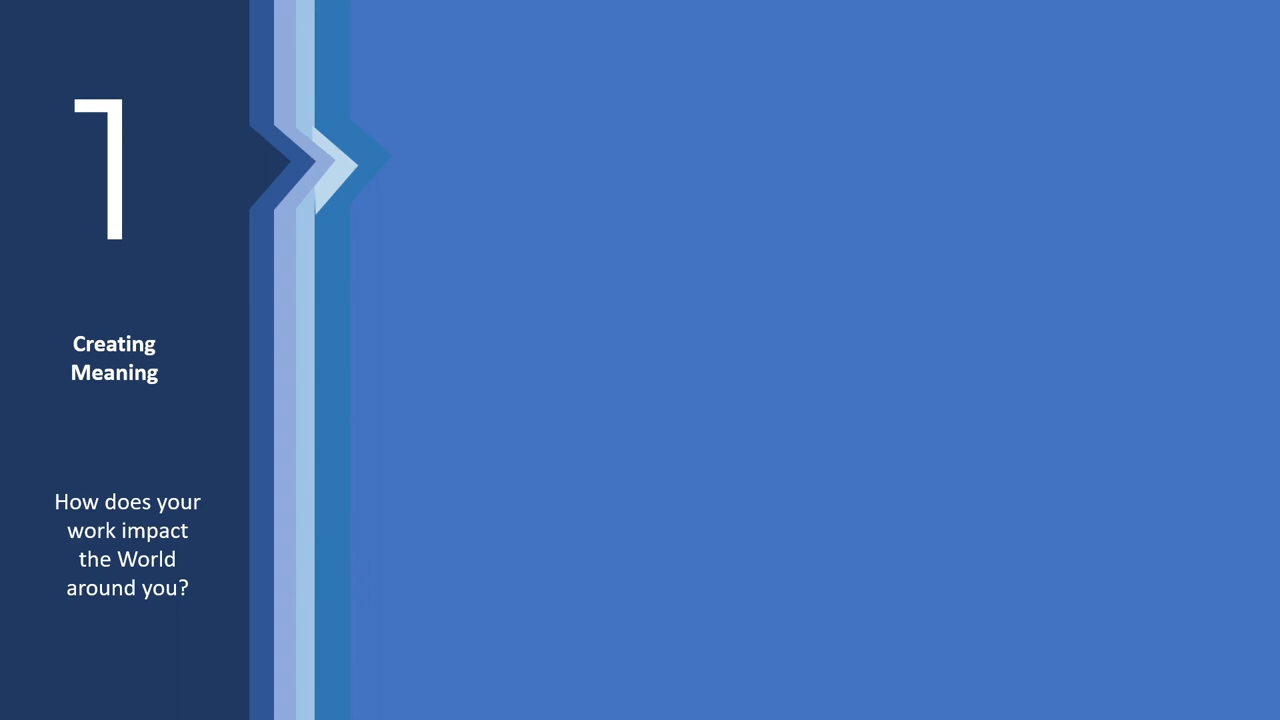 1
Creating
Meaning
How does your
work impact
the World
around you?